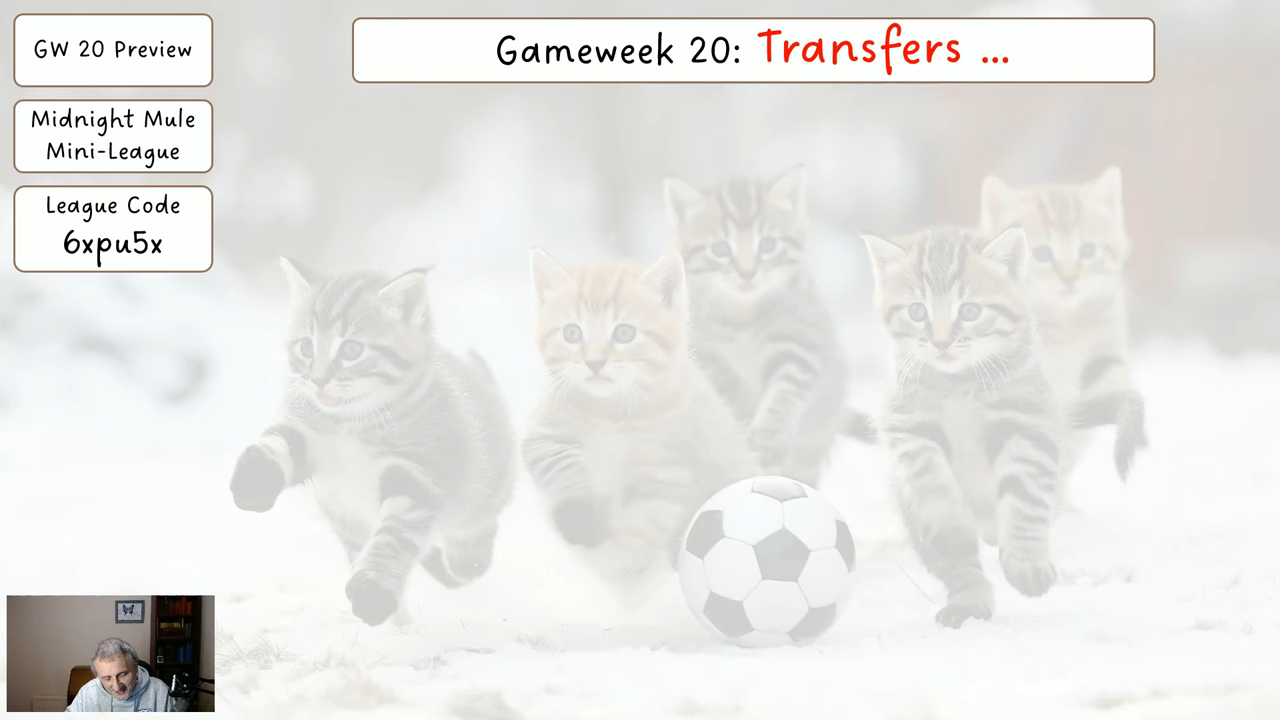 GW 20 Preview
Gameweek 20: Transfers ...
Midnight Mule
Mini-League
League Code
6xpu5x